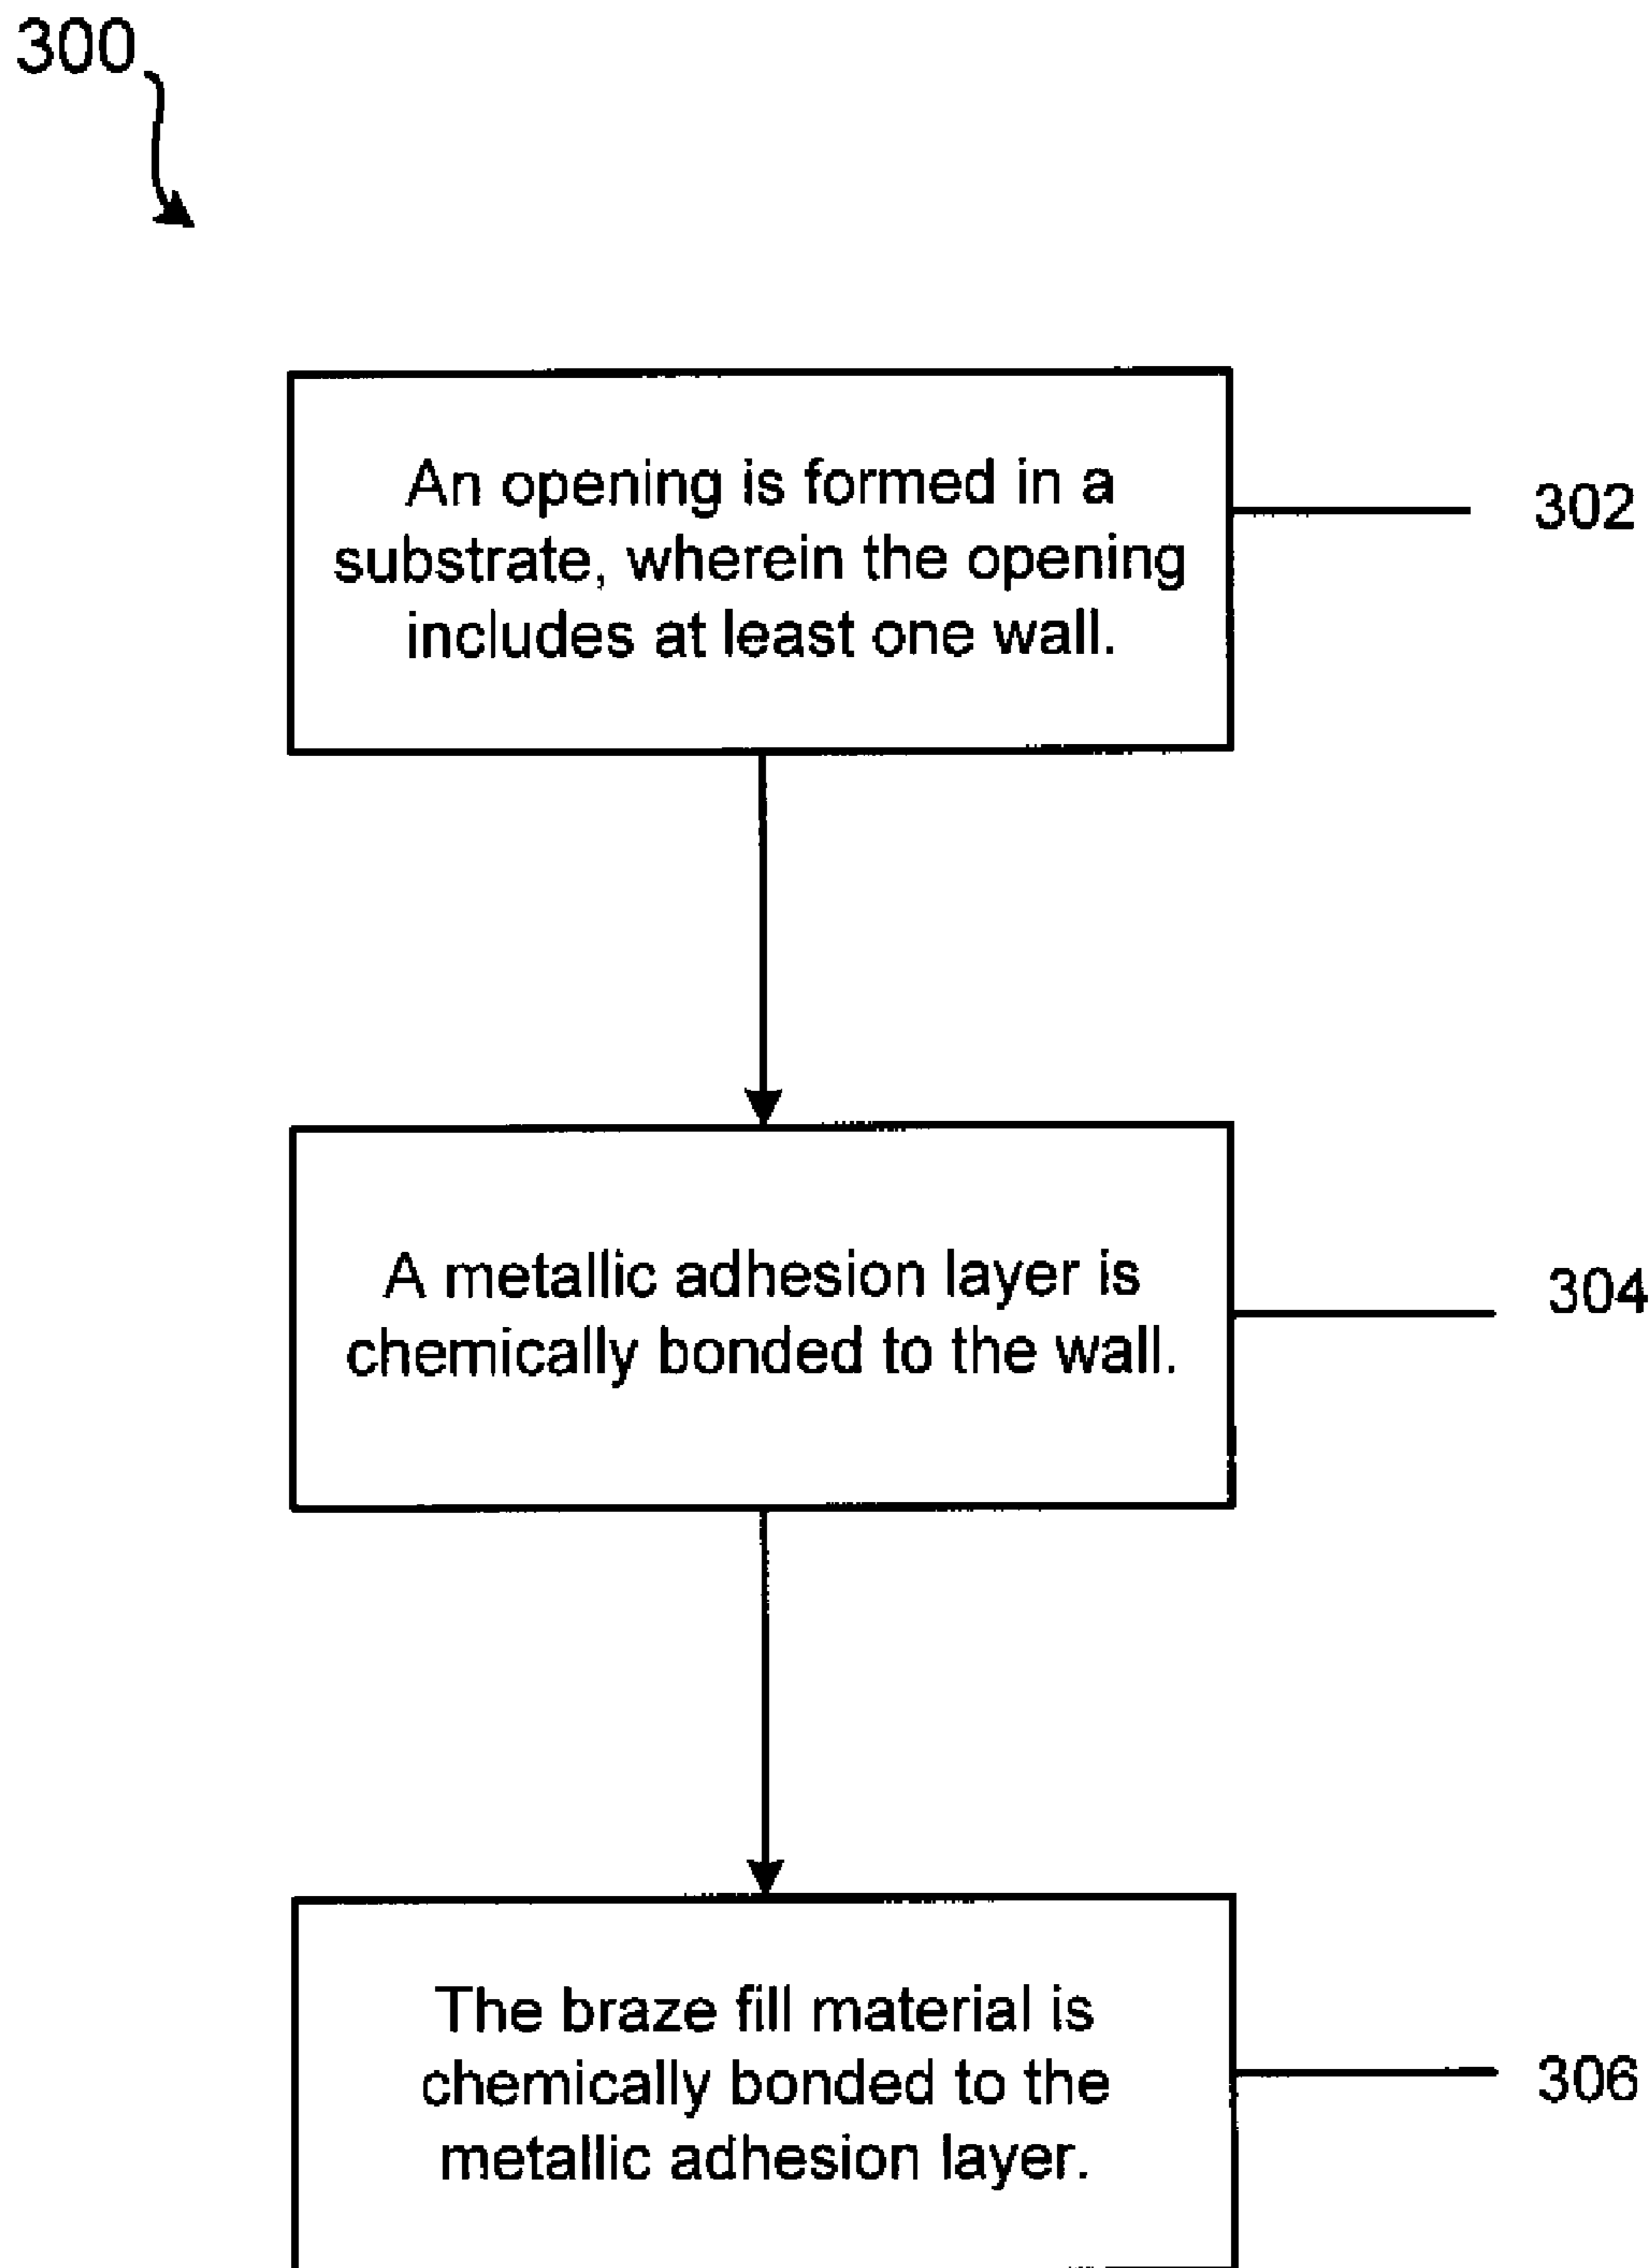 300
An opening is formed in a
substrate, wherein the opening
includes at least one wall.
302
A metallic adhesion layer is
chemically bonded to the wall.
304
The braze fill material is
chemically bonded to the
metallic adhesion layer.
306